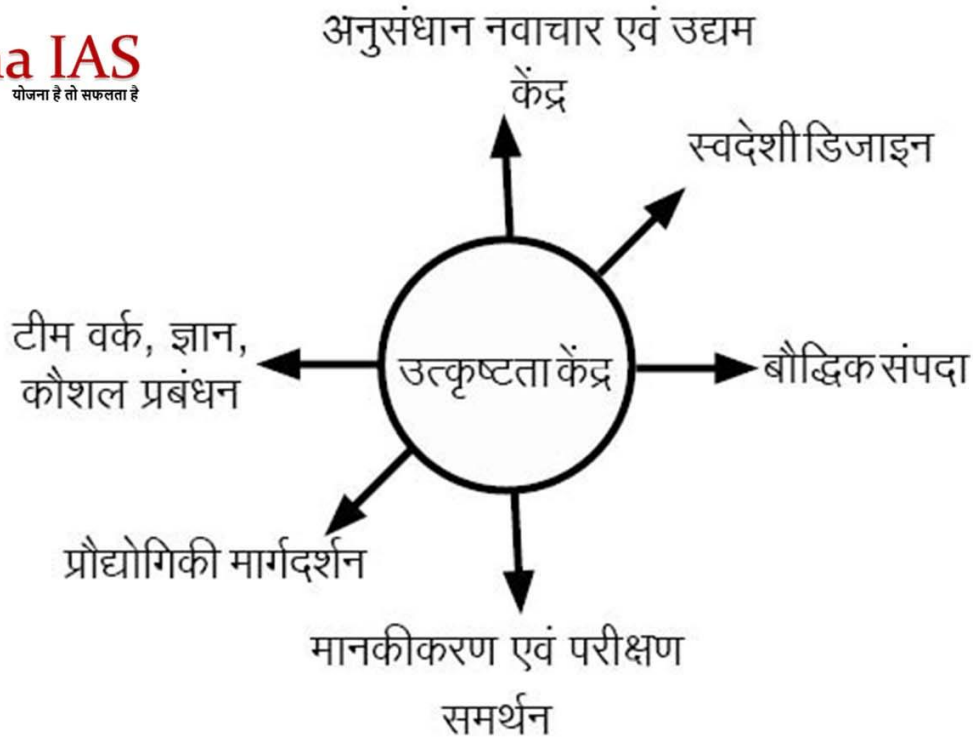 IAS
योजना है तो सफलता है
अनुसंधान नवाचार एवं उद्यम
केंद्र
स्वदेशी डिजाइन
टीम वर्क, ज्ञान,
कौशल प्रबंधन
उत्कृष्टता केंद्र
बौद्धिक संपदा
प्रौद्योगिकी मार्गदर्शन
मानकीकरण एवं परीक्षण
समर्थन